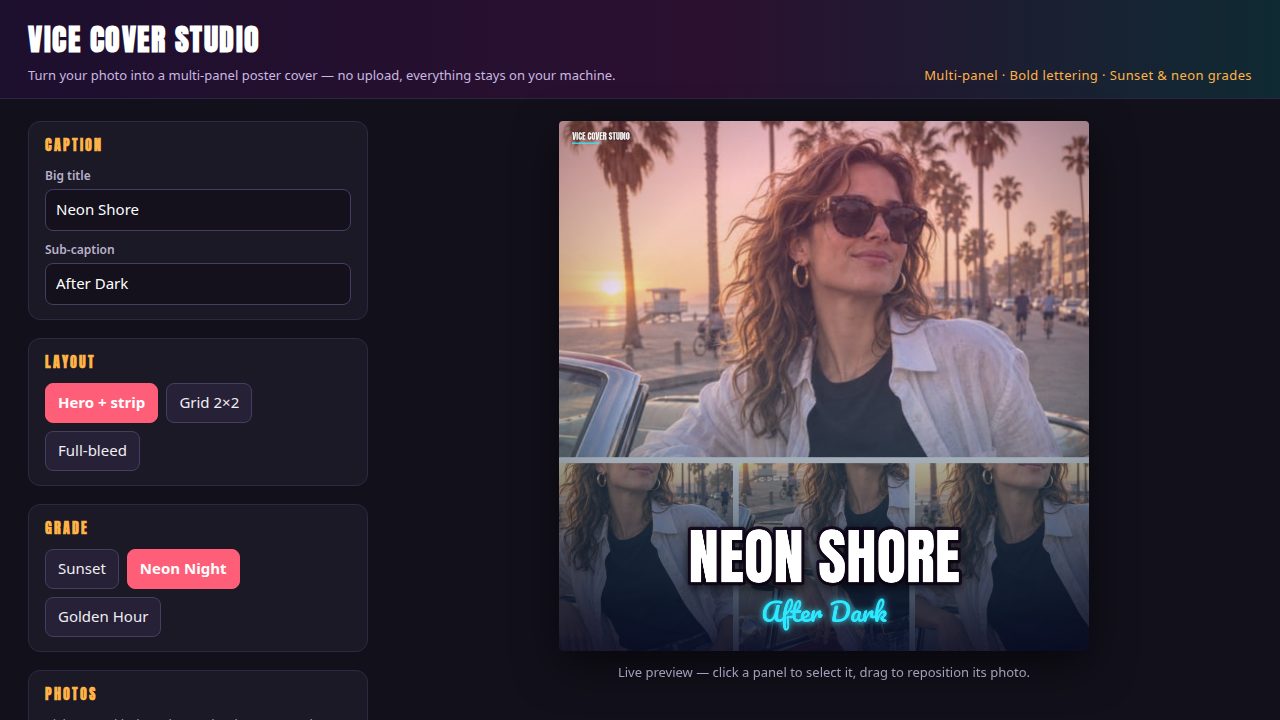 VICE COVER STUDIO
Turn your photo into a multi-panel poster cover — no upload, everything stays on your machine.
Multi-panel · Bold lettering · Sunset & neon grades
CAPTION
Big title
Neon Shore
Sub-caption
After Dark
LAYOUT
Hero + strip
Grid 2×2
Full-bleed
GRADE
Sunset
Neon Night
Golden Hour
PHOTOS
VICE COVER STUDIO
NEON SHORE
After Dark
Live preview — click a panel to select it, drag to reposition its photo.